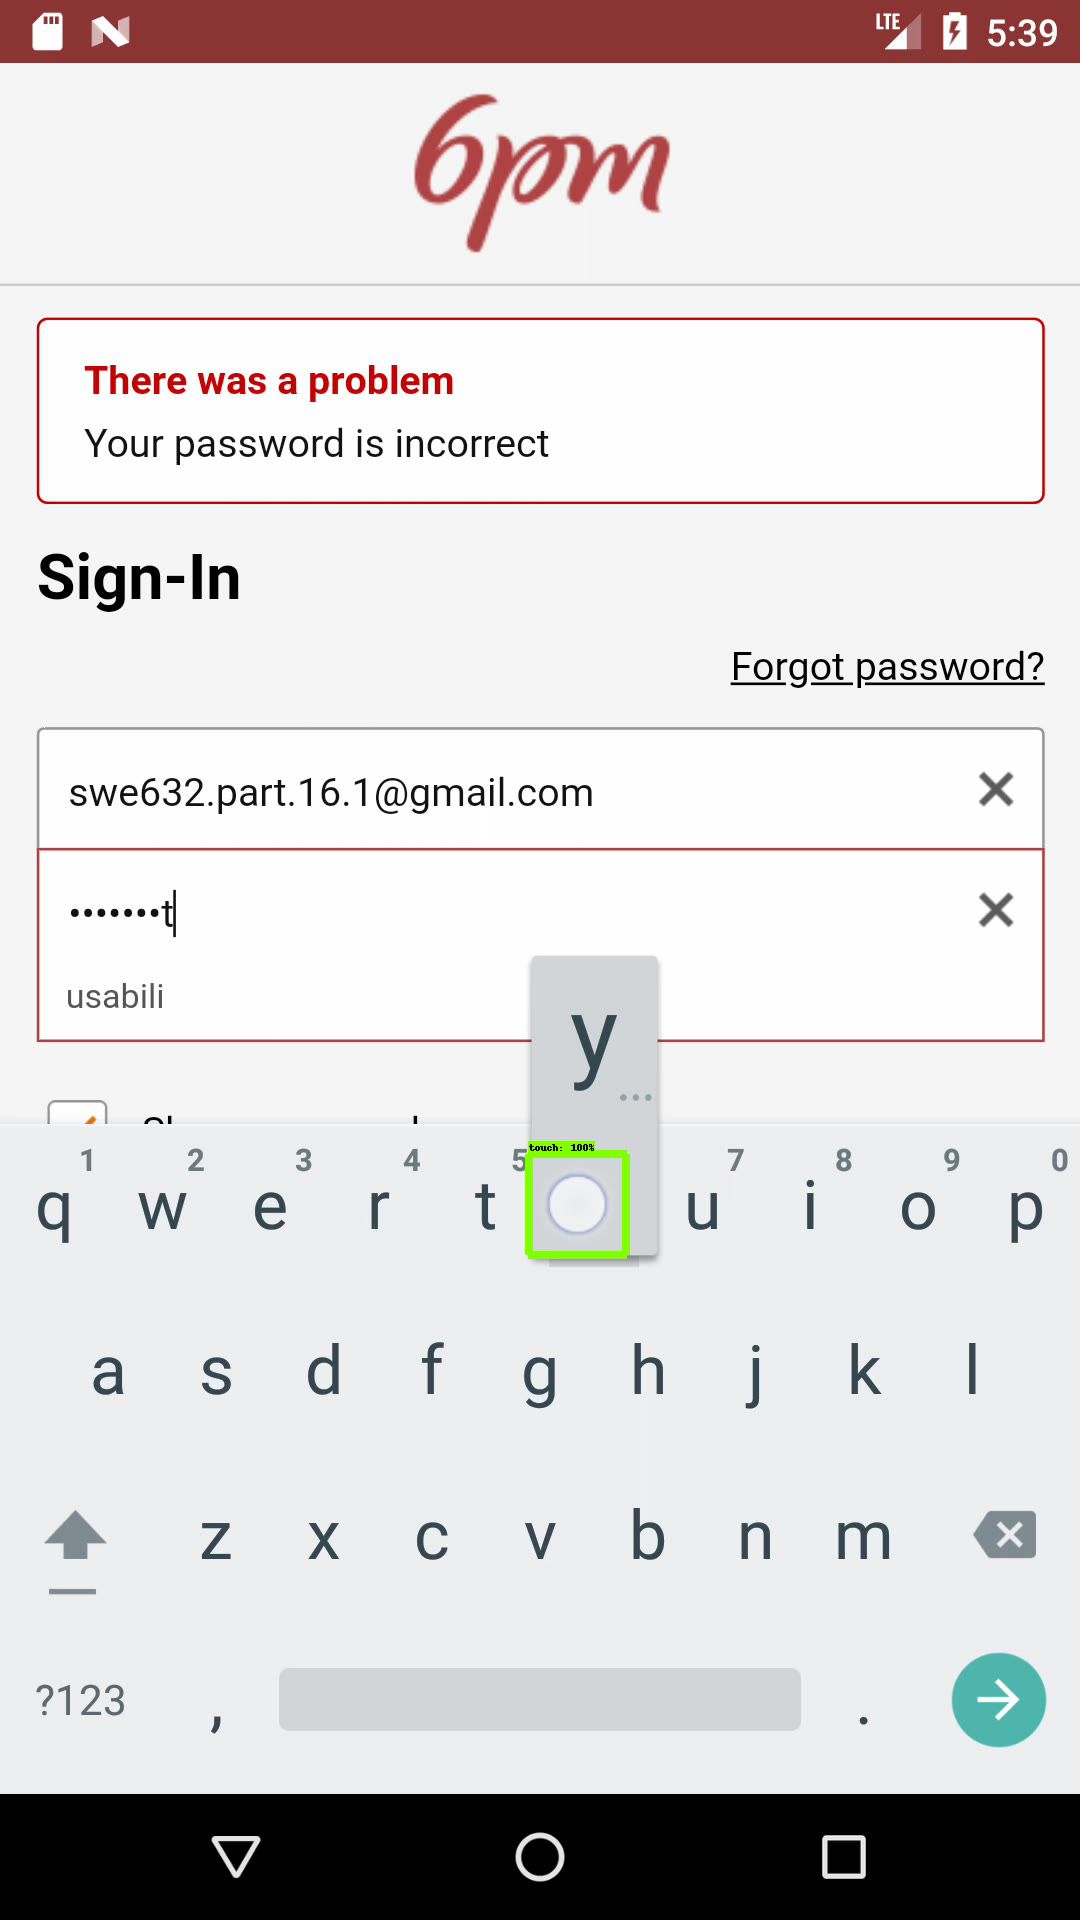 LTE 5:39
6pm
There was a problem
Your password is incorrect
Sign-In
Forgot password?
swe632.part.16.1@gmail.com
•••••••t
usabili
y
...
touch: 100%
1 2 3 4 5 7 8 9 0
q w e r t u i o p
a s d f g h j k l
z x c v b n m
?123 , .